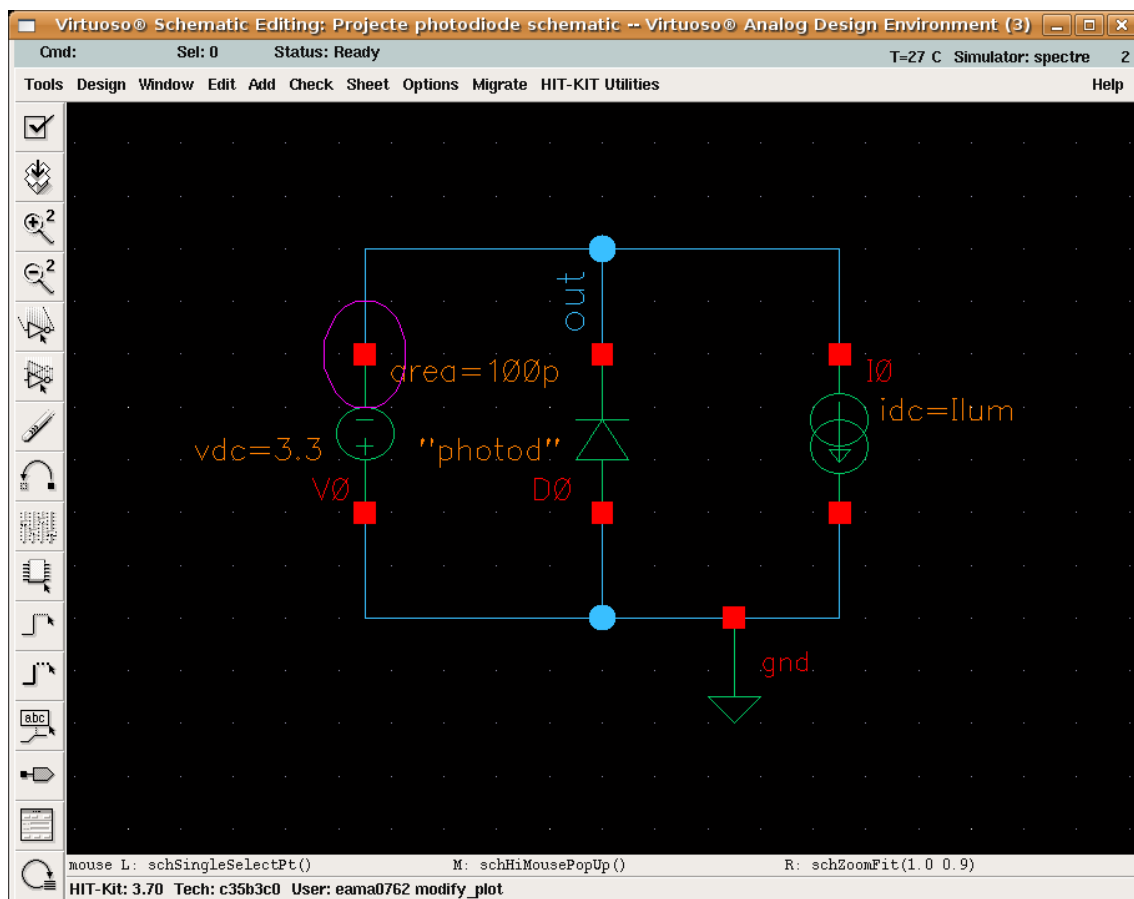 Virtuoso® Schematic Editing: Projecte photodiode schematic -- Virtuoso® Analog Design Environment (3)
Cmd: Sel: 0 Status: Ready T=27 C Simulator: spectre 2
Tools Design Window Edit Add Check Sheet Options Migrate HIT-KIT Utilities Help
2
2
abc
out
area=100p
I0
idc=Ilum
vdc=3.3
"photod"
V0
D0
gnd
mouse L: schSingleSelectPt() M: schHiMousePopUp() R: schZoomFit(1.0 0.9)
HIT-Kit: 3.70 Tech: c35b3c0 User: eama0762 modify_plot